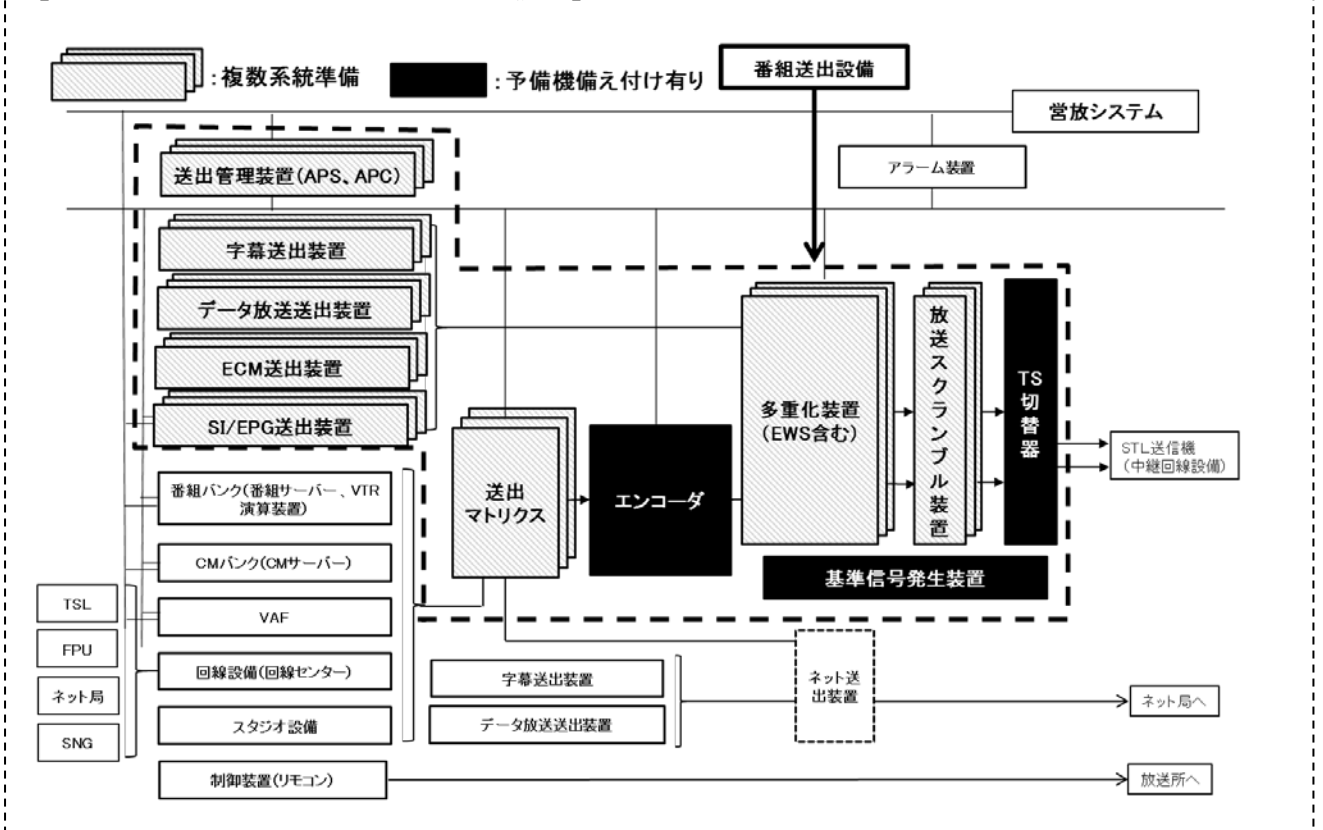 :複数系統準備
:予備機備え付け有り
番組送出設備
営放システム
アラーム装置
送出管理装置(APS、APC)
字幕送出装置
データ放送送出装置
ECM送出装置
SI/EPG送出装置
番組バンク(番組サーバー、VTR
演算装置)
CMバンク(CMサーバー)
VAF
回線設備(回線センター)
スタジオ設備
制御装置(リモコン)
TSL
FPU
ネット局
SNG
送出
マトリクス
エンコーダ
多重化装置
(EWS含む)
放送スクランブル装置
TS
切替器
基準信号発生装置
STL送信機
(中継回線設備)
字幕送出装置
データ放送送出装置
ネット送
出装置
ネット局へ
放送所へ